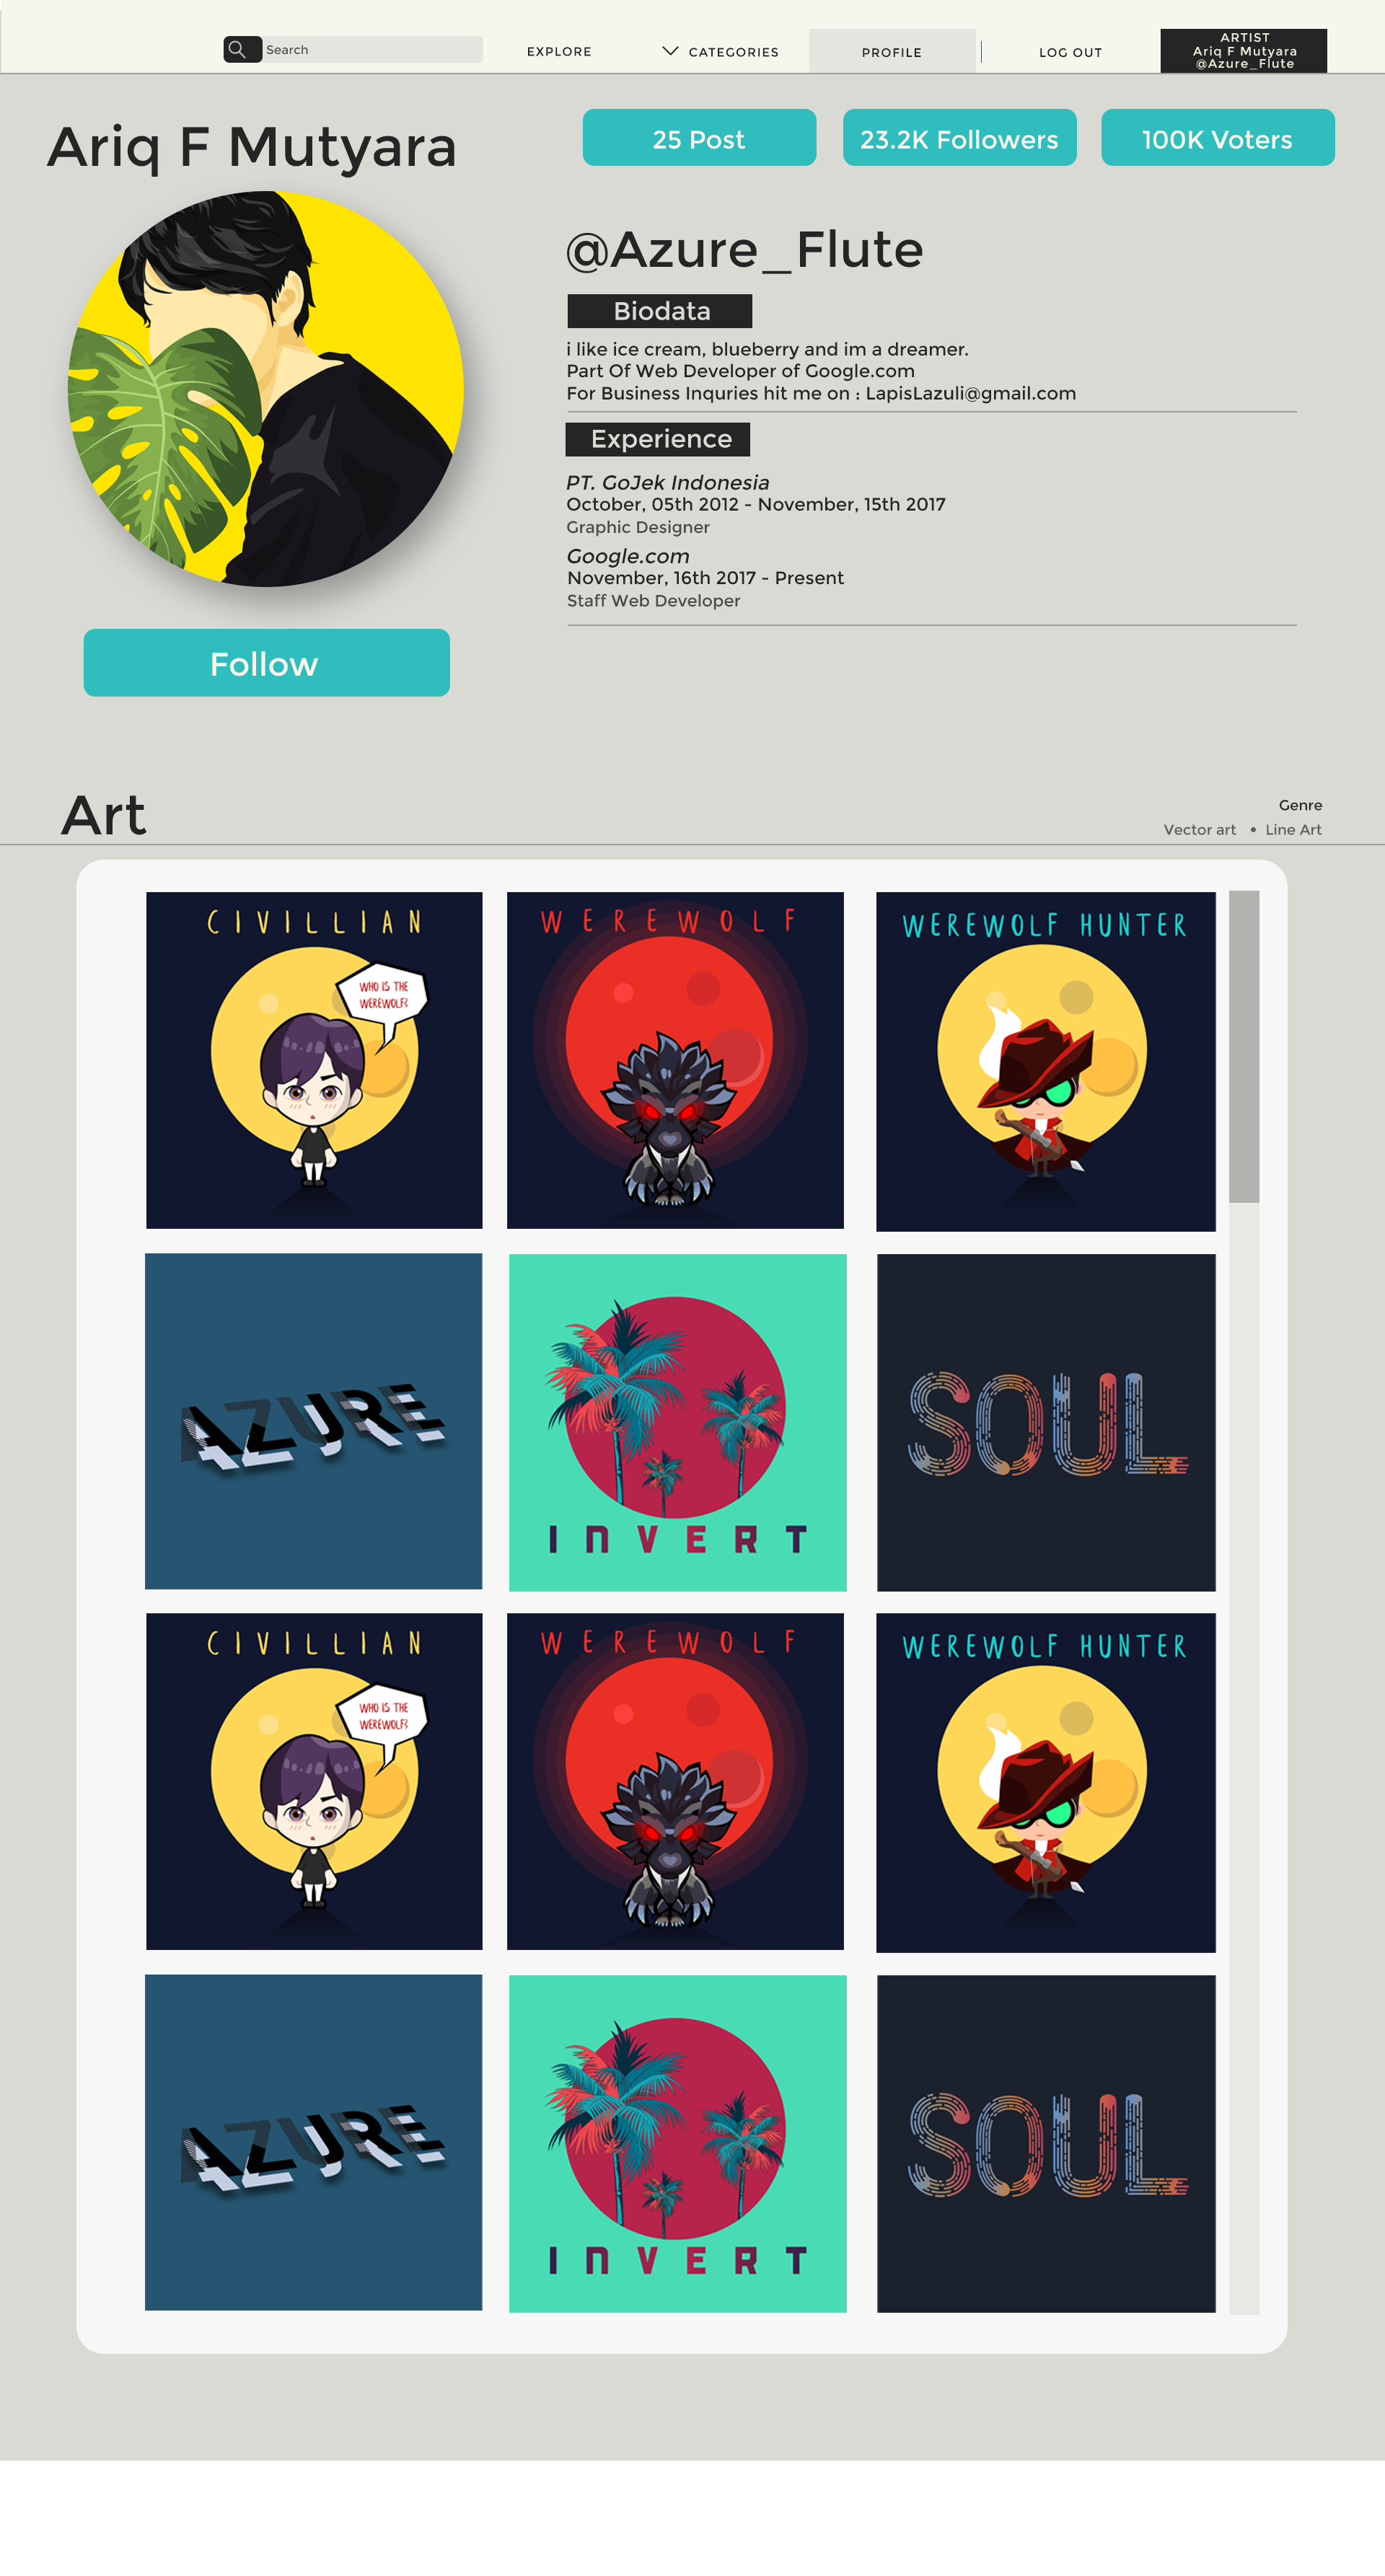 Search
EXPLORE
CATEGORIES
PROFILE
LOG OUT
ARTIST
Ariq F Mutyara
@Azure_Flute
Ariq F Mutyara
25 Post
23.2K Followers
100K Voters
@Azure_Flute
Biodata
i like ice cream, blueberry and im a dreamer.
Part Of Web Developer of Google.com
For Business Inquries hit me on : LapisLazuli@gmail.com
Experience
PT. GoJek Indonesia
October, 05th 2012 - November, 15th 2017
Graphic Designer
Google.com
November, 16th 2017 - Present
Staff Web Developer
Follow
Art
Genre
Vector art • Line Art
CIVILLIAN
WHO IS THE
WEREWOLF?
WEREWOLF
WEREWOLF HUNTER
AZURE
INVERT
SOUL
CIVILLIAN
WHO IS THE
WEREWOLF?
WEREWOLF
WEREWOLF HUNTER
AZURE
INVERT
SOUL